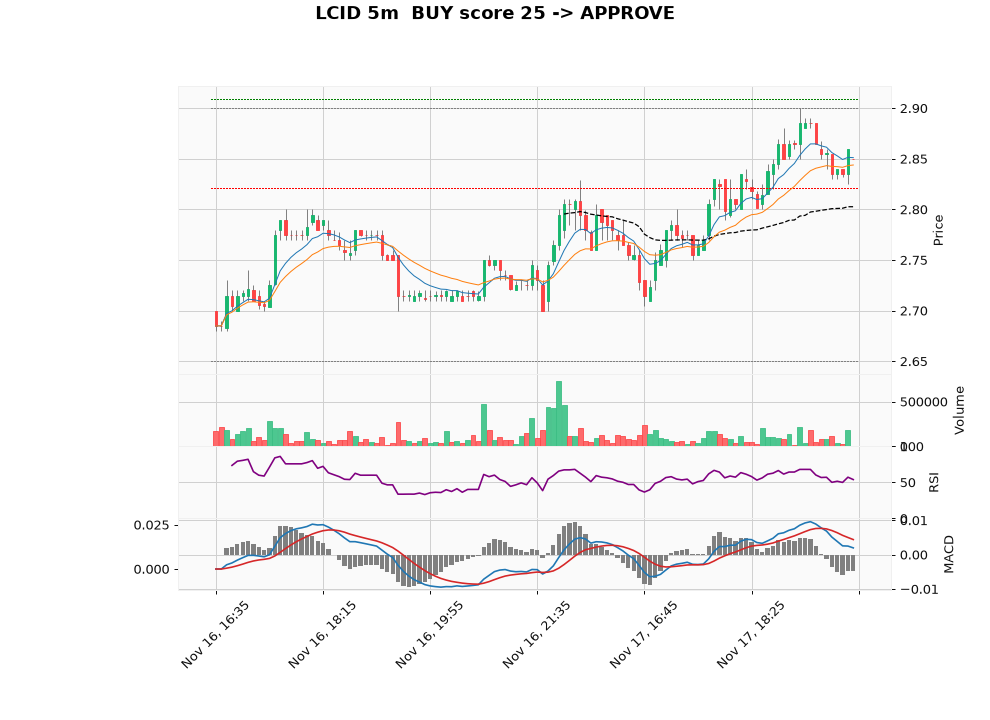 LCID 5m  BUY score 25 -> APPROVE
2.90
2.85
2.80
2.75
2.70
2.65
Price
500000
0
Volume
100
50
0
RSI
0.025
0.000
0.01
0.00
−0.01
MACD
Nov 16, 16:35
Nov 16, 18:15
Nov 16, 19:55
Nov 16, 21:35
Nov 17, 16:45
Nov 17, 18:25